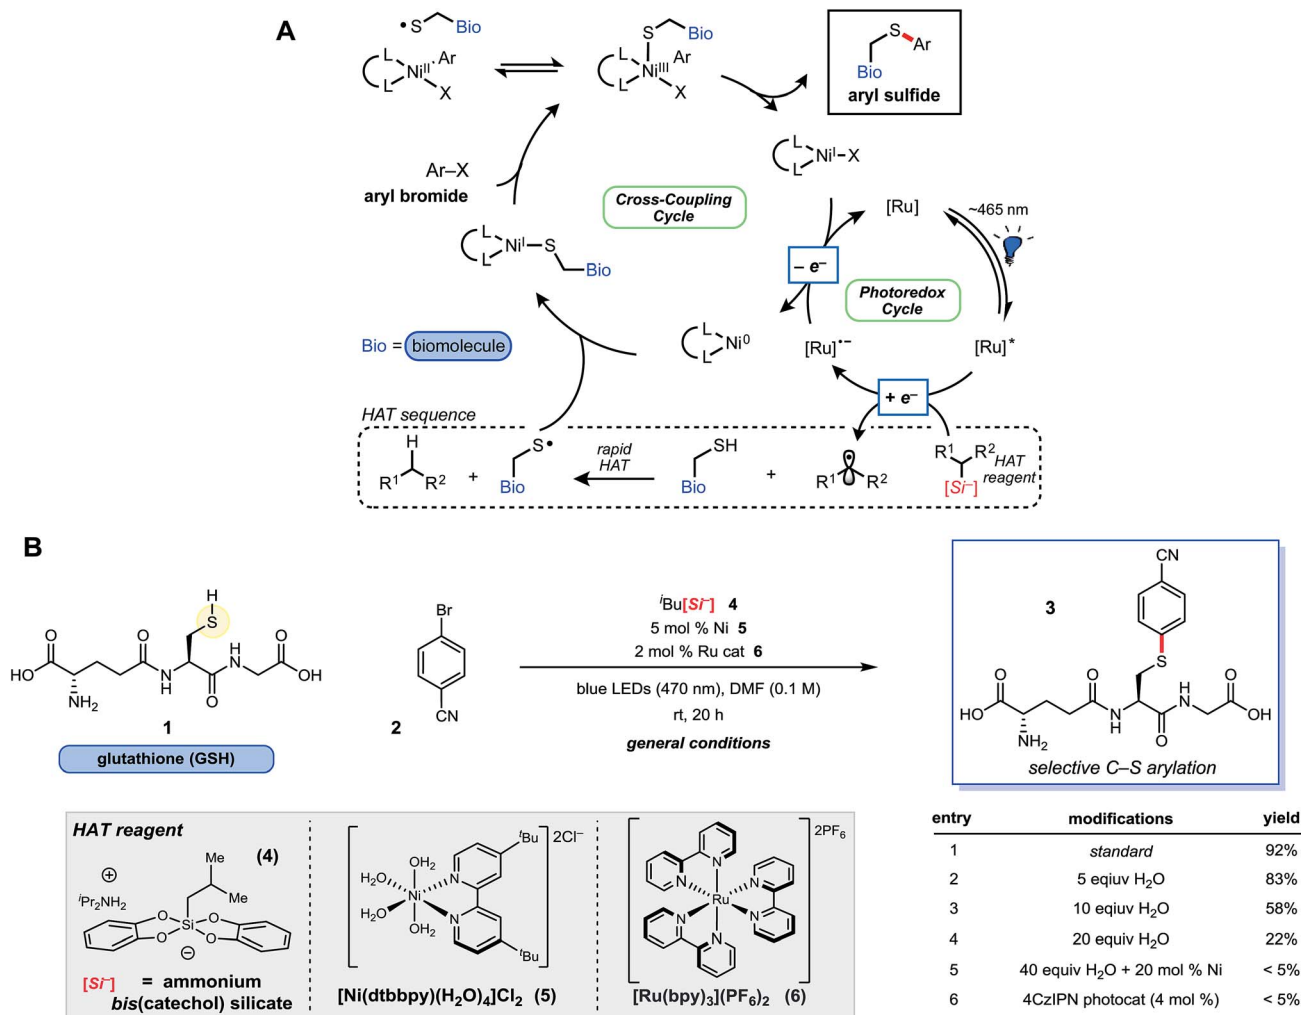 A
•S
Bio
L
L
Ni^II
Ar
X
S
Bio
L
L
Ni^III
Ar
X
S
Ar
Bio
aryl sulfide
L
L
Ni^I–X
Ar–X
aryl bromide
Cross-Coupling
Cycle
[Ru]
~465 nm
L
L
Ni^I
S
Bio
– e⁻
Photoredox
Cycle
Bio = biomolecule
L
L
Ni^0
[Ru]•–
[Ru]*
+ e⁻
HAT sequence
H
R1
R2
+
S•
Bio
rapid
HAT
SH
Bio
+
R1
R2
R1
R2
[Si⁻]
HAT
reagent
B
H
S
O
HO
NH2
O
N
H
O
H
N
O
OH
1
glutathione (GSH)
Br
CN
2
iBu[Si⁻] 4
5 mol % Ni 5
2 mol % Ru cat 6
blue LEDs (470 nm), DMF (0.1 M)
rt, 20 h
general conditions
3
CN
S
O
HO
NH2
O
N
H
O
H
N
O
OH
selective C–S arylation
HAT reagent
(4)
Me
Me
⊕
iPr2NH2
O
O
Si
O
O
⊖
[Si⁻] = ammonium
bis(catechol) silicate
2Cl⁻
tBu
OH2
H2O
H2O
OH2
Ni
N
N
tBu
[Ni(dtbbpy)(H2O)4]Cl2 (5)
2PF6
N
N
N
Ru
N
N
N
[Ru(bpy)3](PF6)2 (6)
entry modifications yield
1 standard 92%
2 5 eqiuv H2O 83%
3 10 eqiuv H2O 58%
4 20 equiv H2O 22%
5 40 equiv H2O + 20 mol % Ni < 5%
6 4CzIPN photocat (4 mol %) < 5%